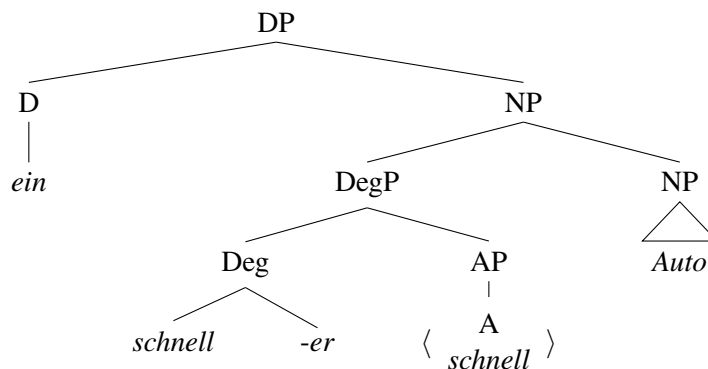 DP
D NP
ein DegP NP
Deg AP Auto
schnell -er ⟨ A ⟩
schnell